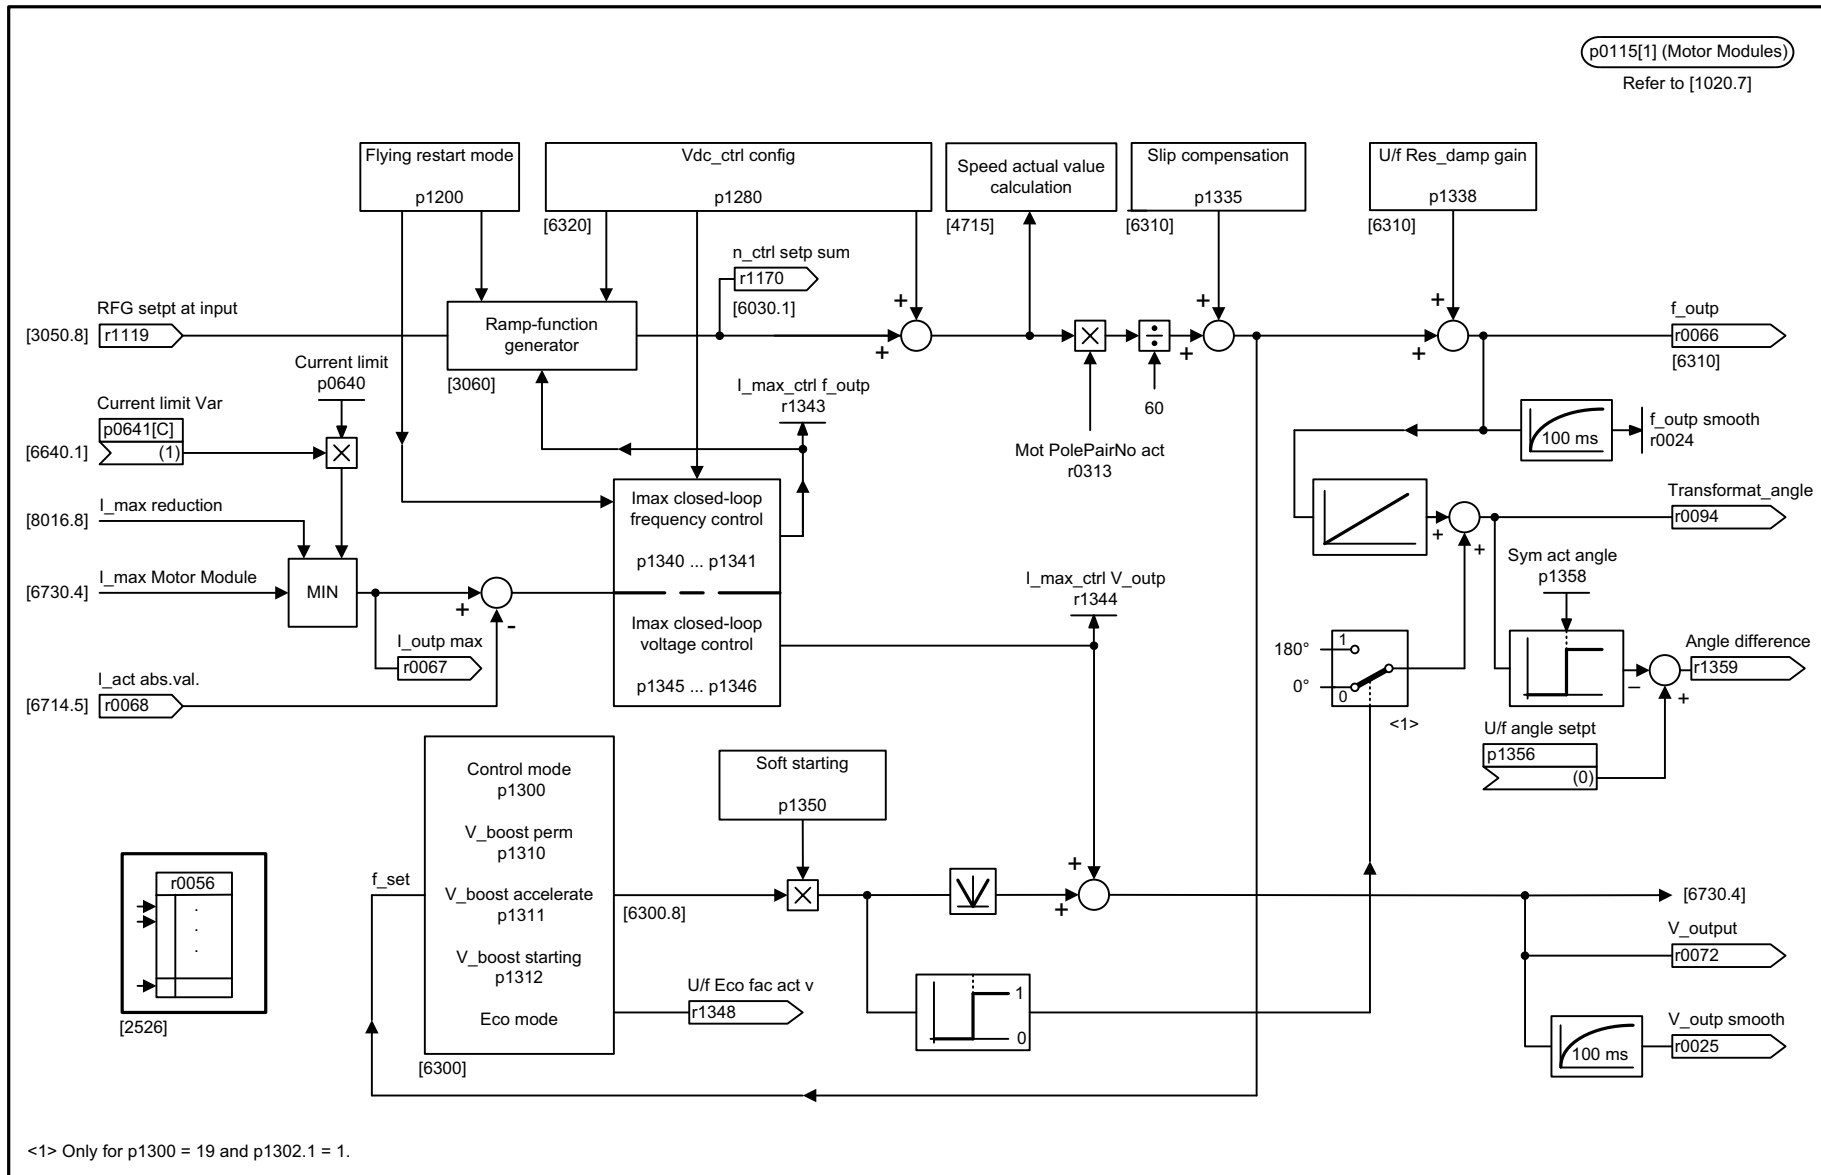 p0115[1] (Motor Modules)
Refer to [1020.7]
Flying restart mode
p1200
Vdc_ctrl config
p1280
[6320]
Speed actual value
calculation
[4715]
Slip compensation
p1335
[6310]
U/f Res_damp gain
p1338
[6310]
n_ctrl setp sum
r1170
[6030.1]
RFG setpt at input
[3050.8]
r1119
Ramp-function
generator
[3060]
+
+
+
+
+
+
f_outp
r0066
[6310]
60
Mot PolePairNo act
r0313
Current limit
p0640
Current limit Var
p0641[C]
(1)
[6640.1]
I_max_ctrl f_outp
r1343
100 ms
f_outp smooth
r0024
[8016.8]
I_max reduction
[6730.4]
I_max Motor Module
MIN
+
-
I_outp max
r0067
I_act abs.val.
[6714.5]
r0068
Imax closed-loop
frequency control
p1340 ... p1341
Imax closed-loop
voltage control
p1345 ... p1346
I_max_ctrl V_outp
r1344
+
+
Transformat_angle
r0094
Sym act angle
p1358
180°
1
0°
0
<1>
–
+
Angle difference
r1359
U/f angle setpt
p1356
(0)
Control mode
p1300
V_boost perm
p1310
V_boost accelerate
p1311
V_boost starting
p1312
Eco mode
[6300]
f_set
[6300.8]
Soft starting
p1350
U/f Eco fac act v
r1348
1
0
+
+
[6730.4]
V_output
r0072
100 ms
V_outp smooth
r0025
r0056
.
.
.
[2526]
<1> Only for p1300 = 19 and p1302.1 = 1.